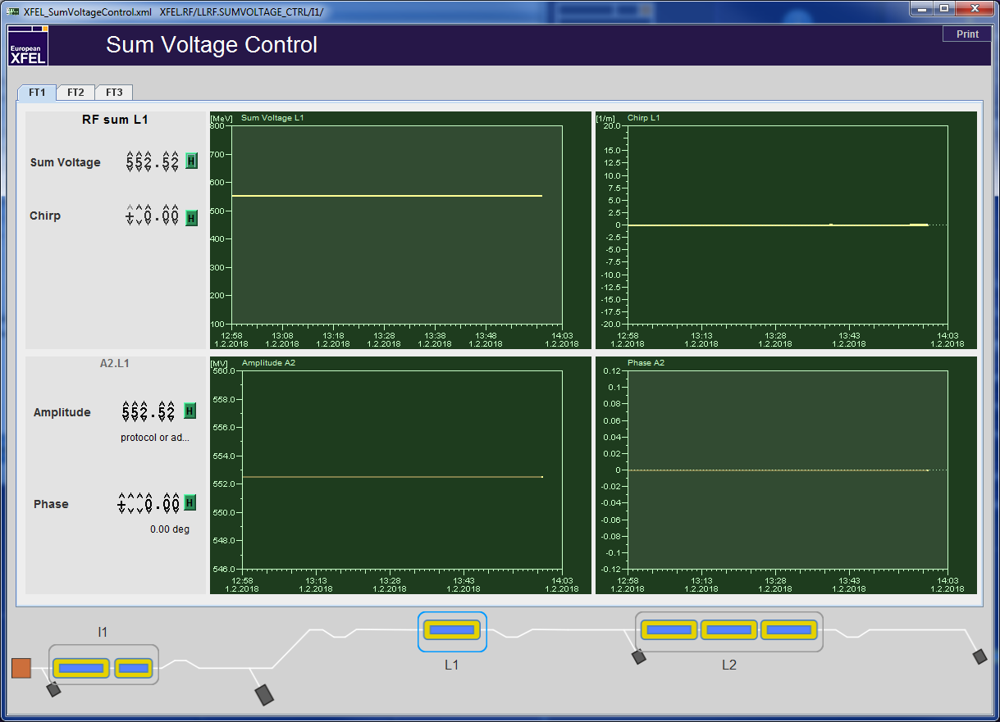 XFEL_SumVoltageControl.xml XFEL.RF/LLRF.SUMVOLTAGE_CTRL/I1/
European
XFEL
Sum Voltage Control
Print
FT1 FT2 FT3
RF sum L1
Sum Voltage 552.52 H
Chirp + 0.00 H
[MeV] Sum Voltage L1
800
700
600
500
400
300
200
100
12:58 13:08 13:18 13:28 13:38 13:48 14:03
1.2.2018 1.2.2018 1.2.2018 1.2.2018 1.2.2018 1.2.2018 1.2.2018
[1/m] Chirp L1
20.0
15.0
12.5
10.0
7.5
5.0
2.5
0
-2.5
-5.0
-7.5
-10.0
-12.5
-15.0
-17.5
-20.0
12:58 13:13 13:28 13:43 14:03
1.2.2018 1.2.2018 1.2.2018 1.2.2018 1.2.2018
A2.L1
Amplitude 552.52 H
protocol or ad...
Phase + 0.00 H
0.00 deg
[MV] Amplitude A2
560.0
558.0
556.0
554.0
552.0
550.0
548.0
546.0
12:58 13:13 13:28 13:43 14:03
1.2.2018 1.2.2018 1.2.2018 1.2.2018 1.2.2018
Phase A2
0.12
0.1
0.08
0.06
0.04
0.02
0
-0.02
-0.04
-0.06
-0.08
-0.1
-0.12
12:58 13:13 13:28 13:43 14:03
1.2.2018 1.2.2018 1.2.2018 1.2.2018 1.2.2018
I1
L1
L2